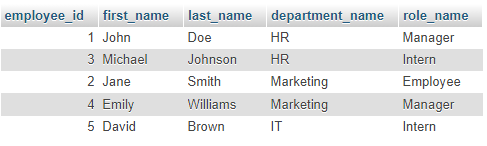 employee_id first_name last_name department_name role_name
1 John Doe HR Manager
3 Michael Johnson HR Intern
2 Jane Smith Marketing Employee
4 Emily Williams Marketing Manager
5 David Brown IT Intern